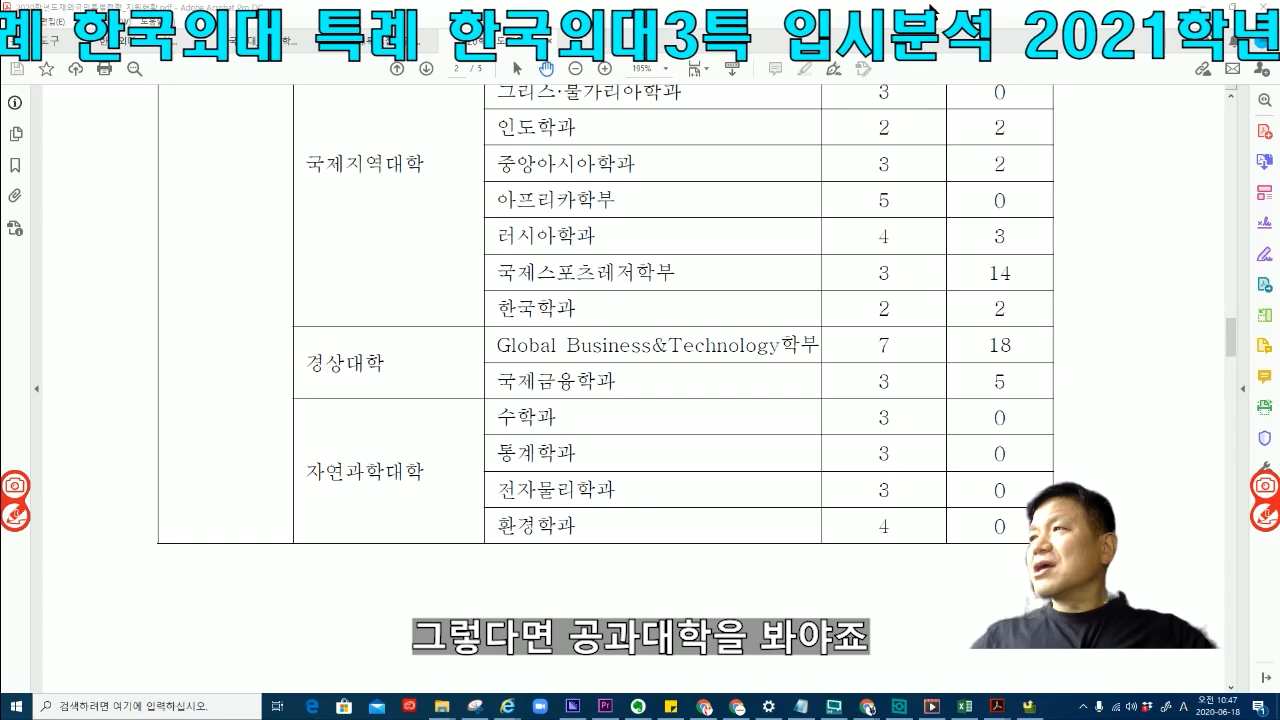 례 한국외대 특례 한국외대3특 입시분석 2021학년
2 / 5
195%
그리스·불가리아학과 3 0
인도학과 2 2
국제지역대학
중앙아시아학과 3 2
아프리카학부 5 0
러시아학과 4 3
국제스포츠레저학부 3 14
한국학과 2 2
Global Business&Technology학부 7 18
경상대학
국제금융학과 3 5
수학과 3 0
통계학과 3 0
자연과학대학
전자물리학과 3 0
환경학과 4 0
그렇다면 공과대학을 봐야죠
검색하려면 여기에 입력하십시오.
오전 10:47
2020-06-18